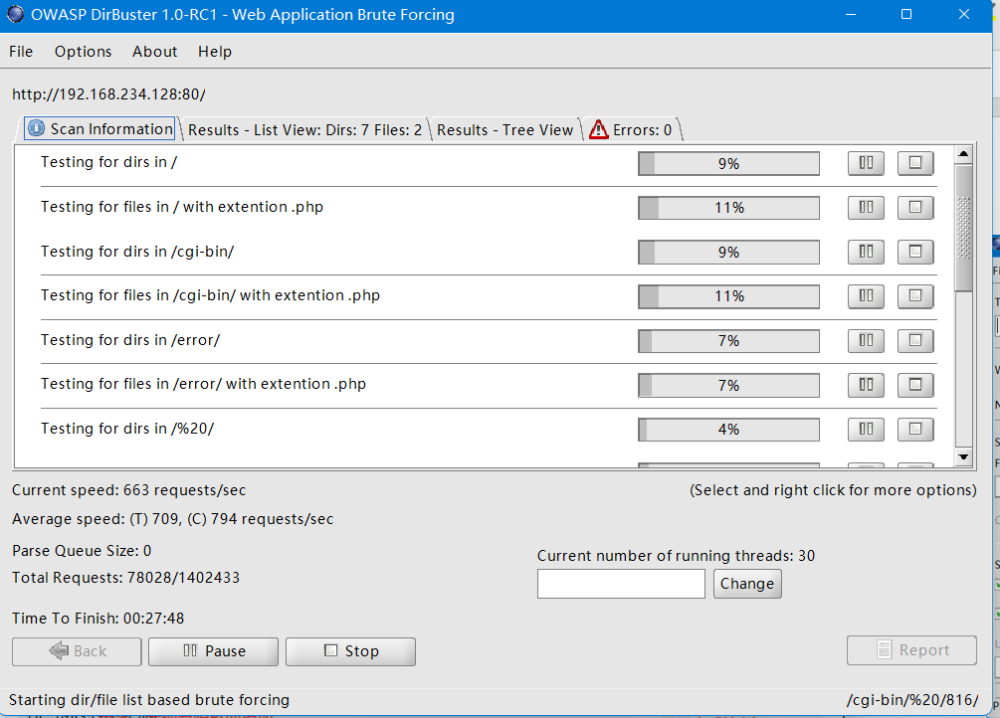 OWASP DirBuster 1.0-RC1 - Web Application Brute Forcing
File Options About Help
http://192.168.234.128:80/
Scan Information Results - List View: Dirs: 7 Files: 2 Results - Tree View Errors: 0
Testing for dirs in / 9%
Testing for files in / with extention .php 11%
Testing for dirs in /cgi-bin/ 9%
Testing for files in /cgi-bin/ with extention .php 11%
Testing for dirs in /error/ 7%
Testing for files in /error/ with extention .php 7%
Testing for dirs in /%20/ 4%
Current speed: 663 requests/sec (Select and right click for more options)
Average speed: (T) 709, (C) 794 requests/sec
Parse Queue Size: 0
Current number of running threads: 30
Total Requests: 78028/1402433
Change
Time To Finish: 00:27:48
Back Pause Stop Report
Starting dir/file list based brute forcing /cgi-bin/%20/816/